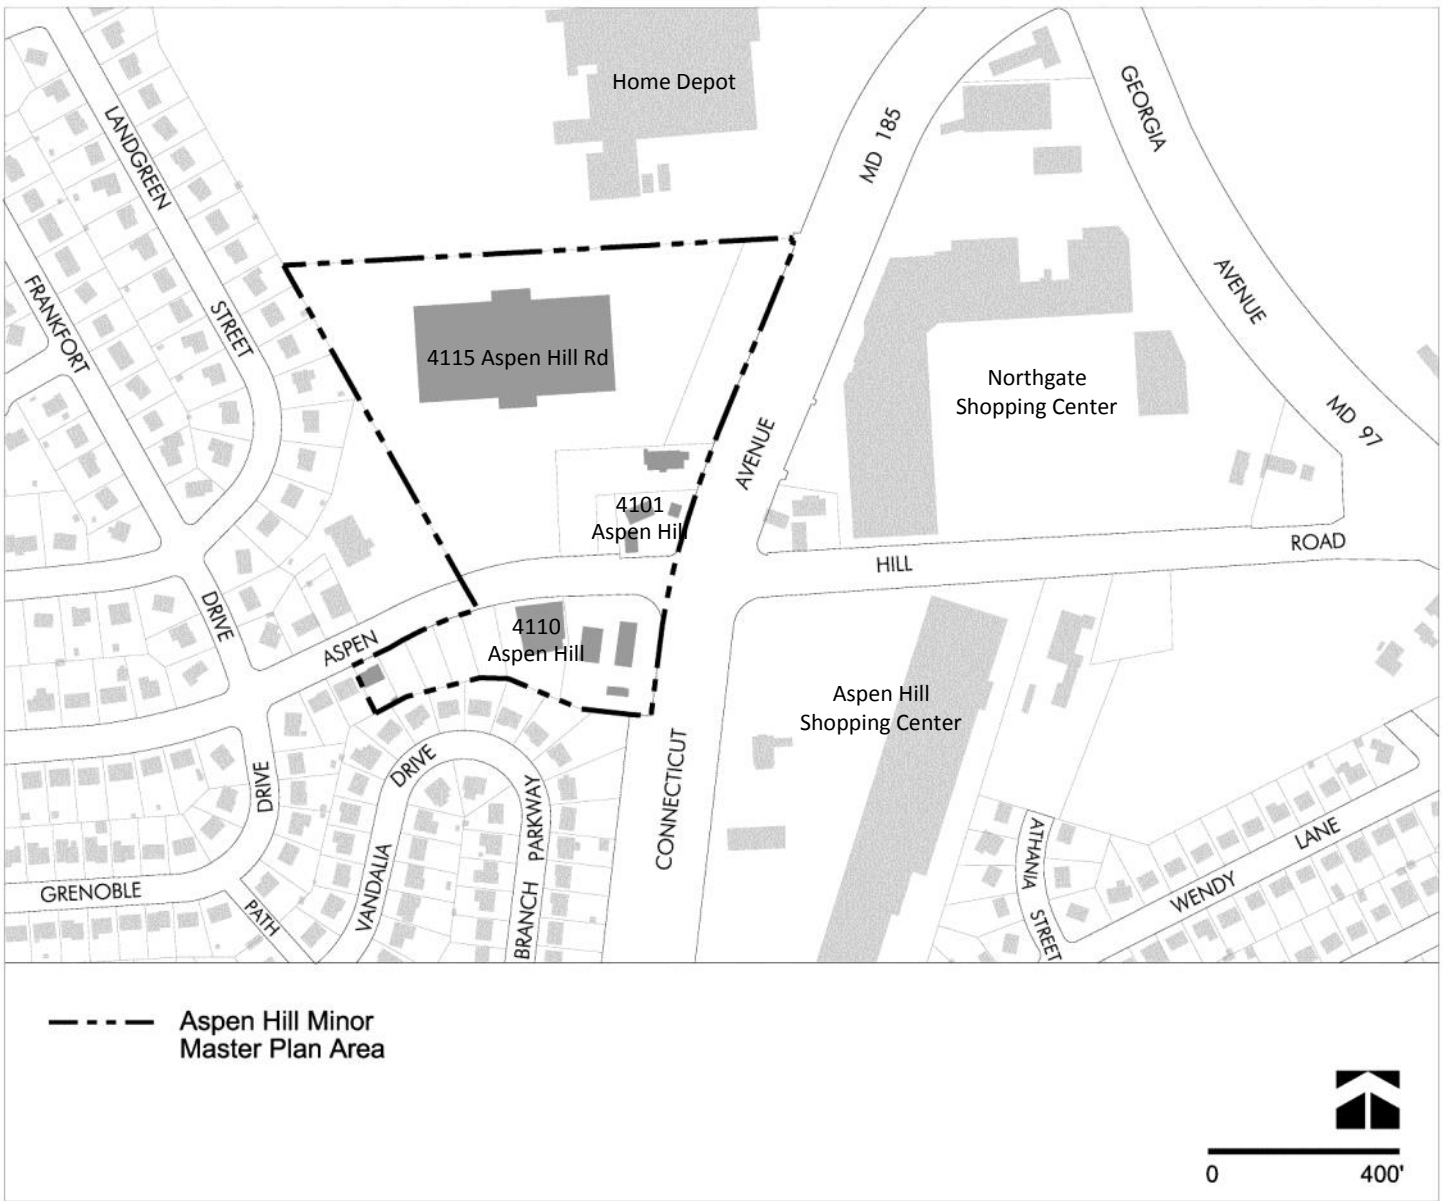 Home Depot
MD 185
GEORGIA
AVENUE
MD 97
LANDGREEN
STREET
FRANKFORT
DRIVE
4115 Aspen Hill Rd
Northgate
Shopping Center
AVENUE
4101
Aspen Hill
HILL
ROAD
ASPEN
4110
Aspen Hill
Aspen Hill
Shopping Center
CONNECTICUT
DRIVE
DRIVE
VANDALIA
BRANCH PARKWAY
GRENOBLE
PATH
ATHANIA
STREET
WENDY
LANE
Aspen Hill Minor
Master Plan Area
0 400'